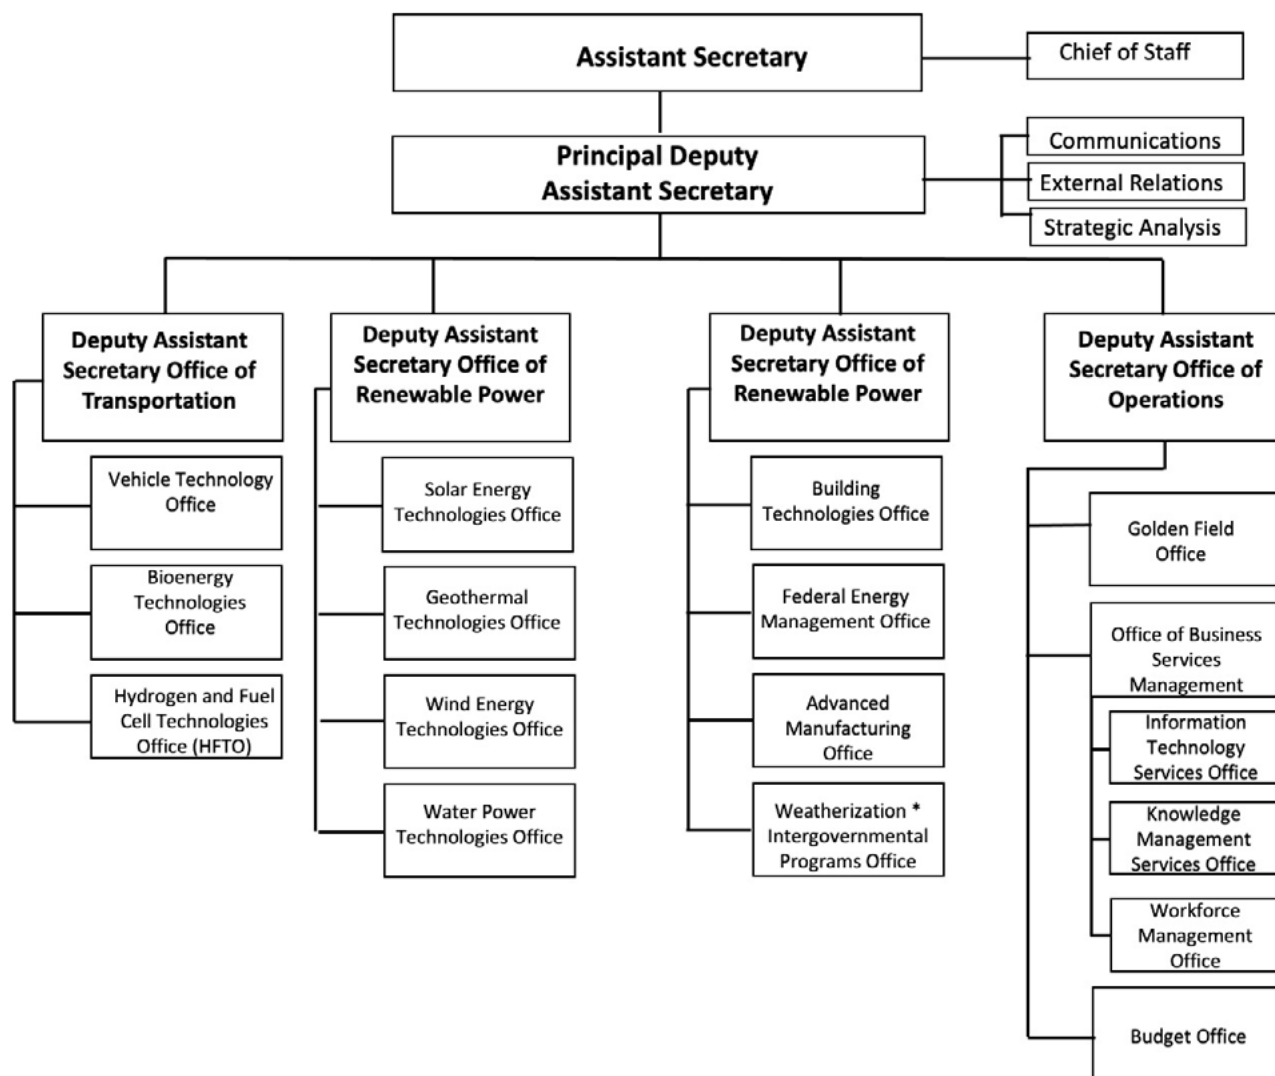 Assistant Secretary
Chief of Staff
Principal Deputy
Assistant Secretary
Communications
External Relations
Strategic Analysis
Deputy Assistant
Secretary Office of
Transportation
Vehicle Technology
Office
Bioenergy
Technologies
Office
Hydrogen and Fuel
Cell Technologies
Office (HFTO)
Deputy Assistant
Secretary Office of
Renewable Power
Solar Energy
Technologies Office
Geothermal
Technologies Office
Wind Energy
Technologies Office
Water Power
Technologies Office
Deputy Assistant
Secretary Office of
Renewable Power
Building
Technologies Office
Federal Energy
Management Office
Advanced
Manufacturing
Office
Weatherization *
Intergovernmental
Programs Office
Deputy Assistant
Secretary Office of
Operations
Golden Field
Office
Office of Business
Services
Management
Information
Technology
Services Office
Knowledge
Management
Services Office
Workforce
Management
Office
Budget Office